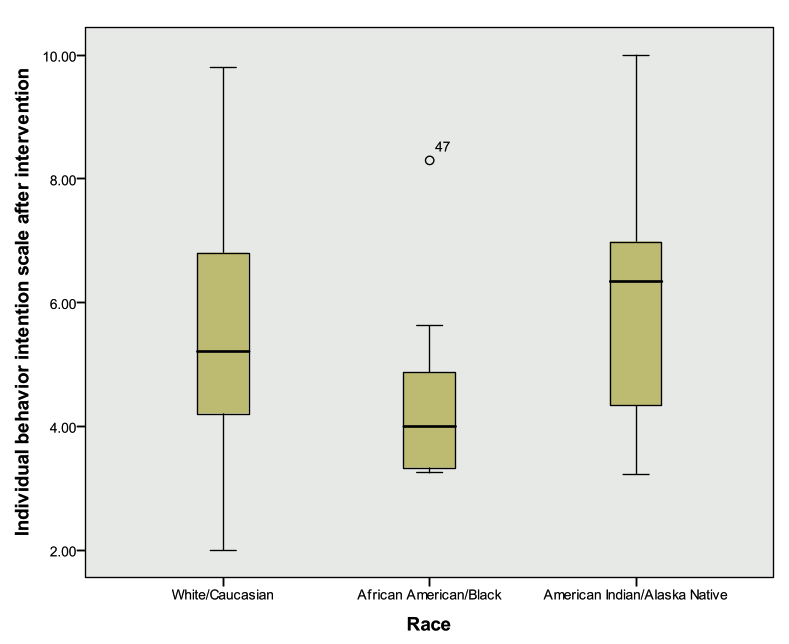 Individual behavior intention scale after intervention
10.00
8.00
6.00
4.00
2.00
47
White/Caucasian
African American/Black
American Indian/Alaska Native
Race